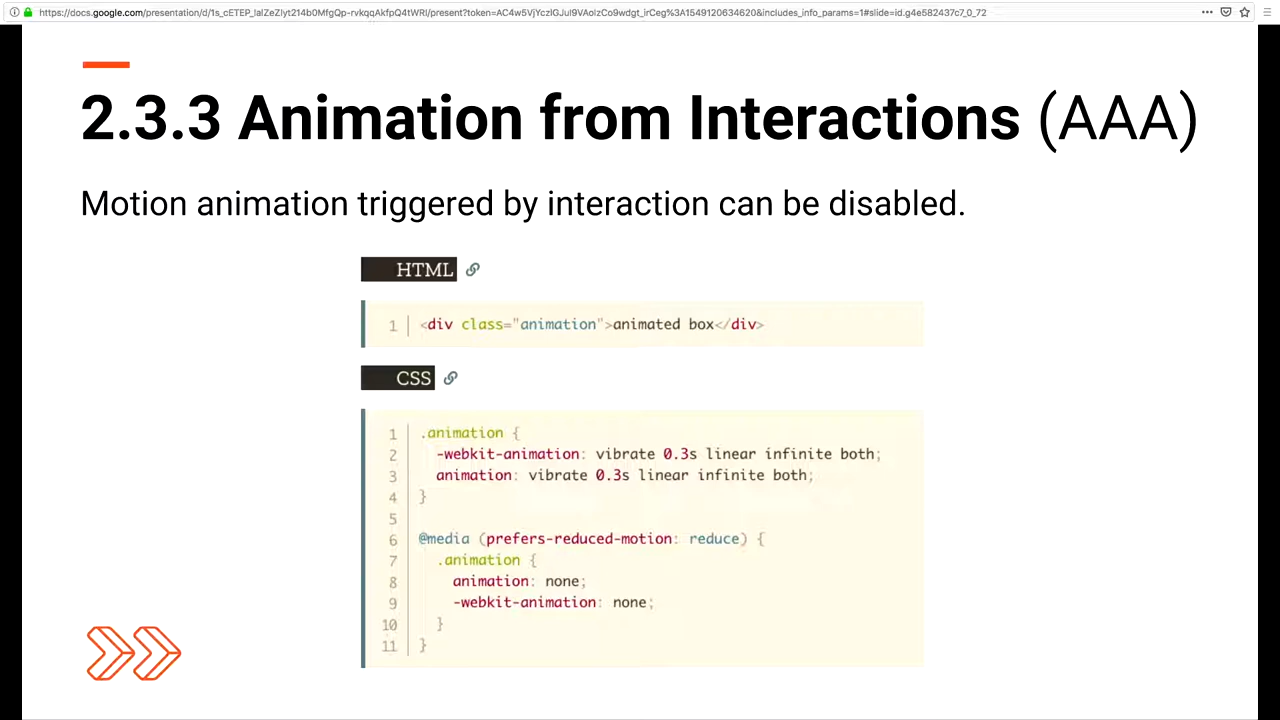 2.3.3 Animation from Interactions (AAA)
Motion animation triggered by interaction can be disabled.
HTML
1 <div class="animation">animated box</div>
CSS
1 .animation {
2 -webkit-animation: vibrate 0.3s linear infinite both;
3 animation: vibrate 0.3s linear infinite both;
4 }
5
6 @media (prefers-reduced-motion: reduce) {
7 .animation {
8 animation: none;
9 -webkit-animation: none;
10 }
11 }